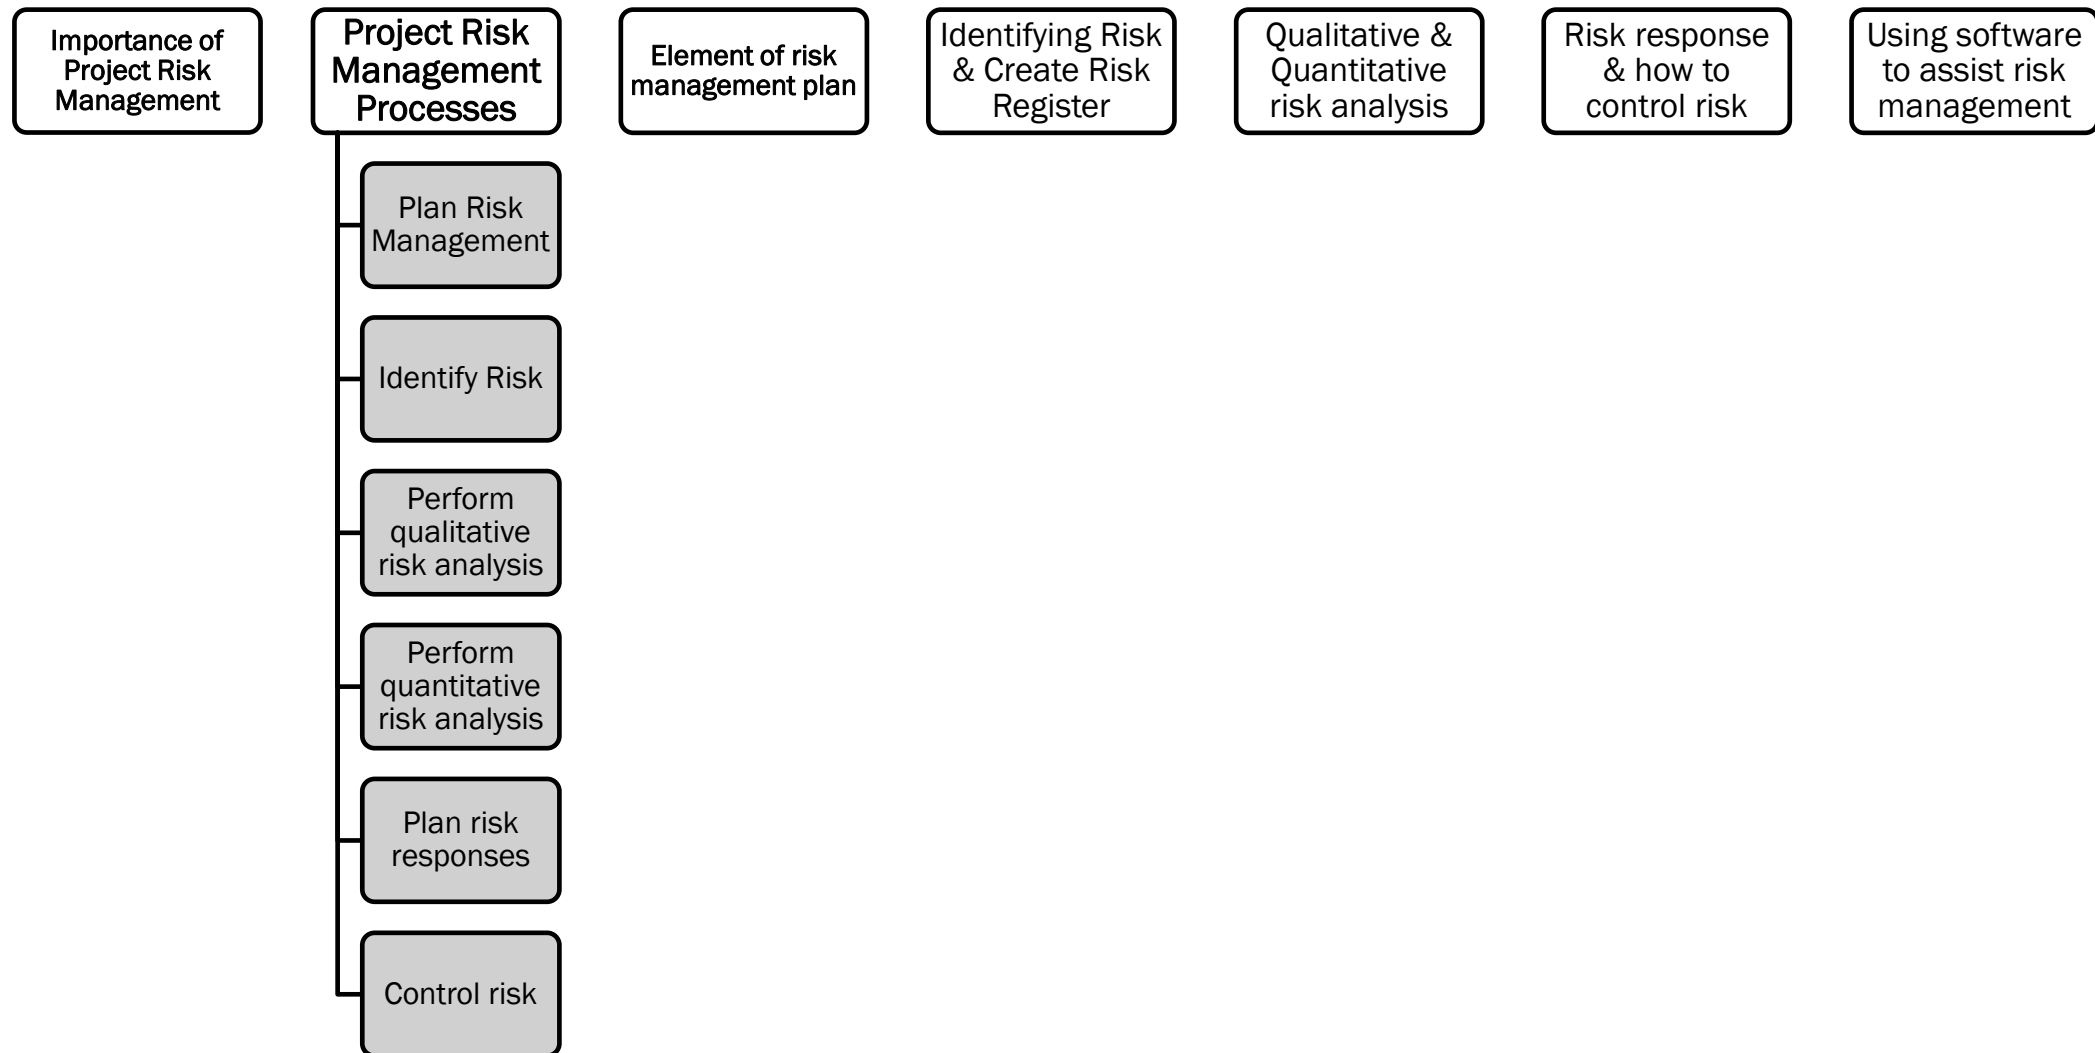 Importance of
Project Risk
Management
Project Risk
Management
Processes
Element of risk
management plan
Identifying Risk
& Create Risk
Register
Qualitative &
Quantitative
risk analysis
Risk response
& how to
control risk
Using software
to assist risk
management
Plan Risk
Management
Identify Risk
Perform
qualitative
risk analysis
Perform
quantitative
risk analysis
Plan risk
responses
Control risk